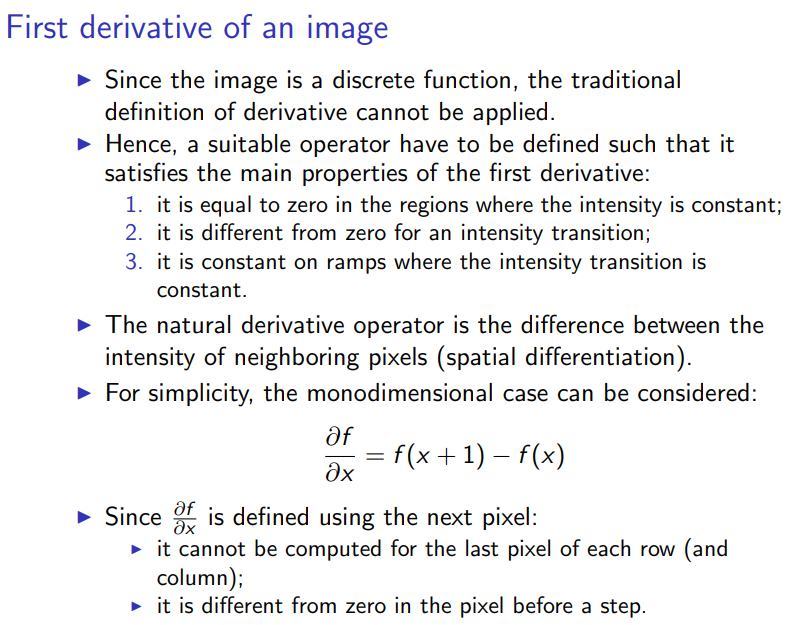 First derivative of an image
▶ Since the image is a discrete function, the traditional
definition of derivative cannot be applied.
▶ Hence, a suitable operator have to be defined such that it
satisfies the main properties of the first derivative:
1. it is equal to zero in the regions where the intensity is constant;
2. it is different from zero for an intensity transition;
3. it is constant on ramps where the intensity transition is
constant.
▶ The natural derivative operator is the difference between the
intensity of neighboring pixels (spatial differentiation).
▶ For simplicity, the monodimensional case can be considered:
∂f/∂x = f(x + 1) − f(x)
▶ Since ∂f/∂x is defined using the next pixel:
▶ it cannot be computed for the last pixel of each row (and
column);
▶ it is different from zero in the pixel before a step.